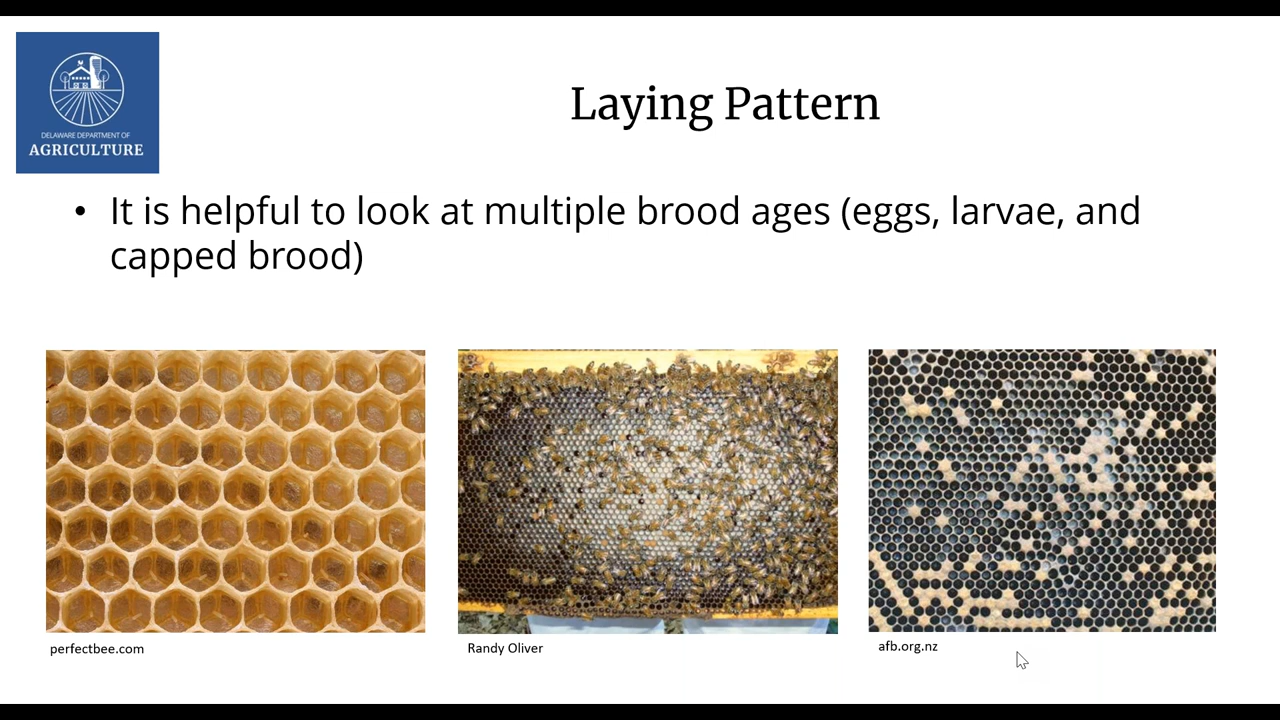 DELAWARE DEPARTMENT OF
AGRICULTURE
Laying Pattern
• It is helpful to look at multiple brood ages (eggs, larvae, and
capped brood)
perfectbee.com
Randy Oliver
afb.org.nz